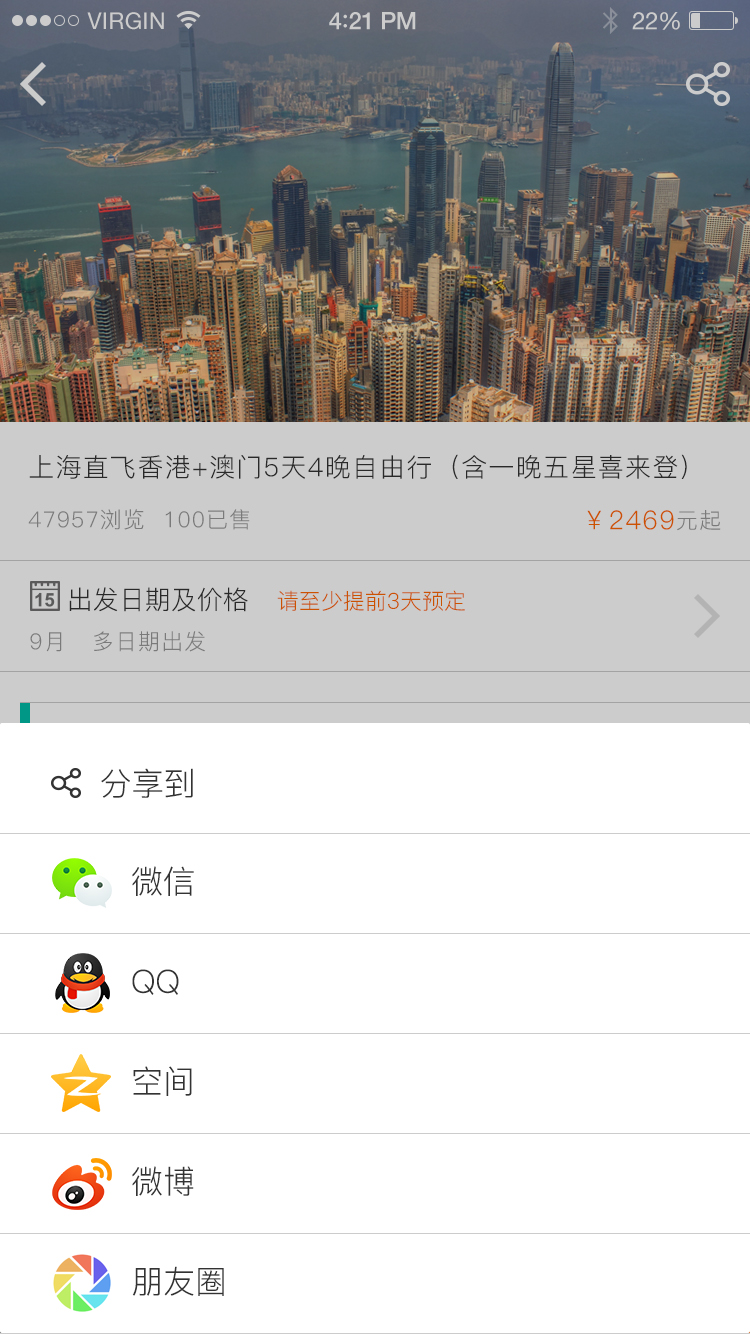 VIRGIN 4:21 PM 22%
上海直飞香港+澳门5天4晚自由行（含一晚五星喜来登）
47957浏览 100已售 ¥ 2469元起
15 出发日期及价格 请至少提前3天预定
9月 多日期出发
分享到
微信
QQ
空间
微博
朋友圈